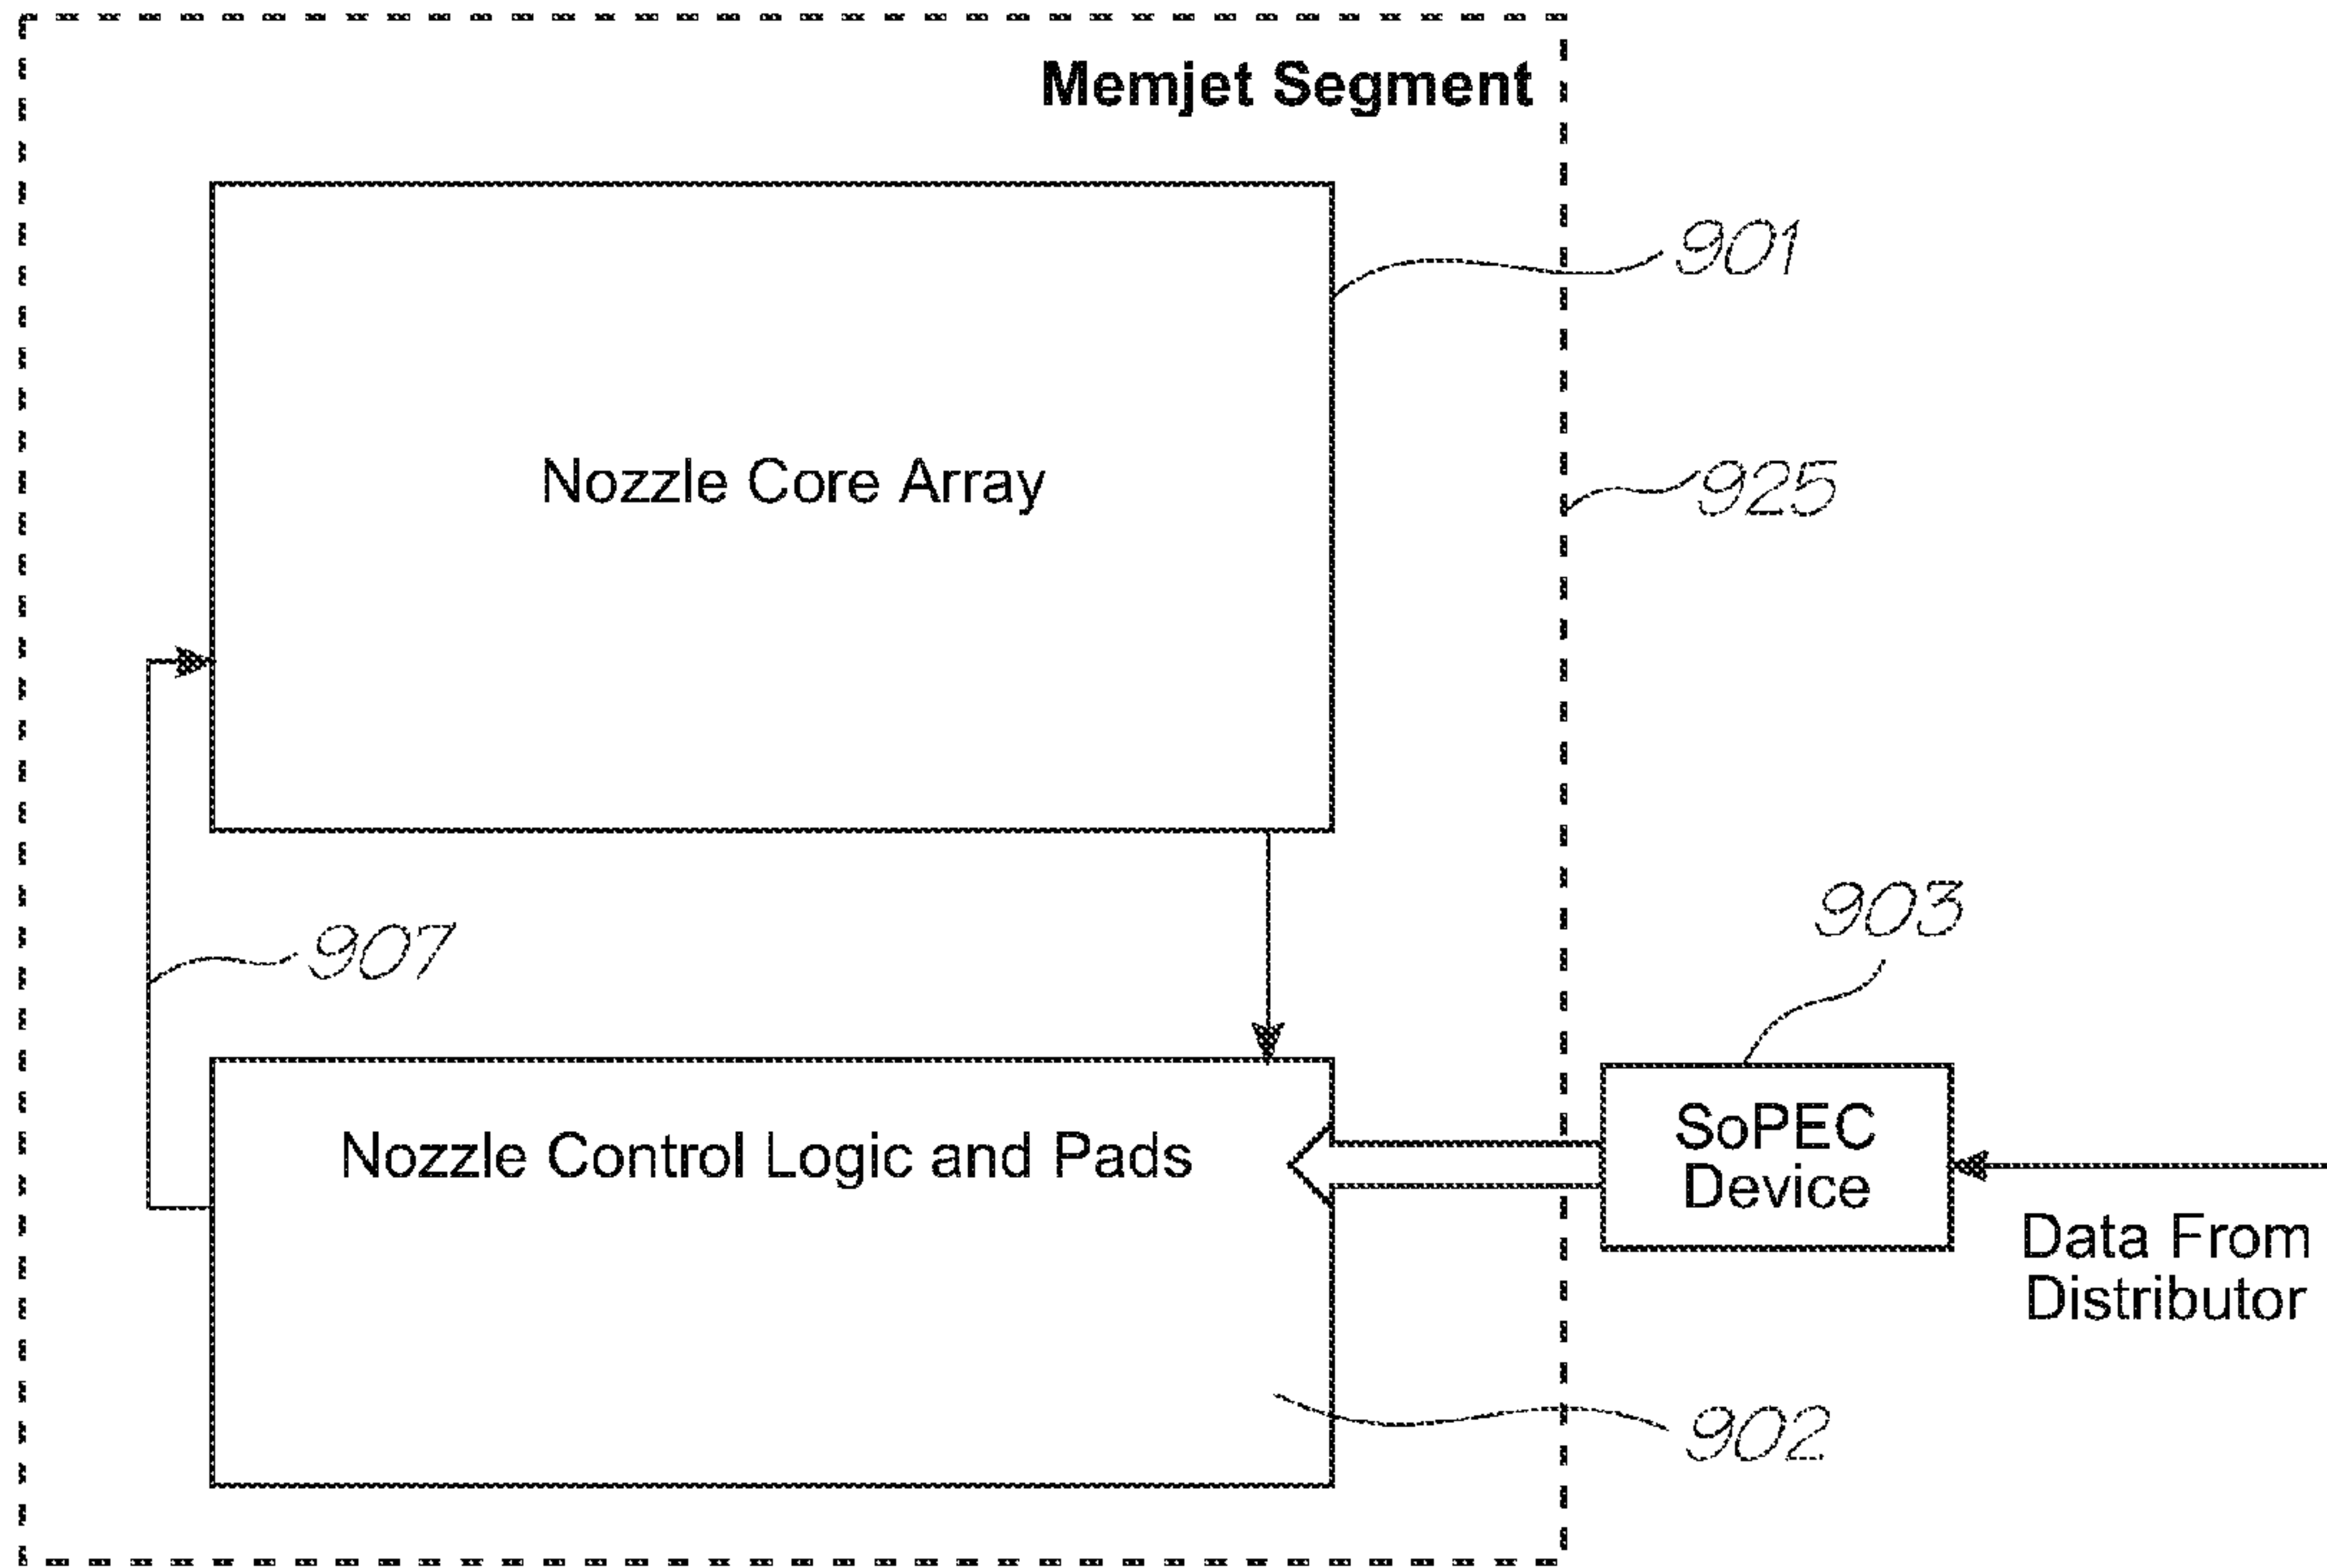 Memjet Segment
901
Nozzle Core Array
925
903
907
SoPEC
Device
Nozzle Control Logic and Pads
Data From
Distributor
902